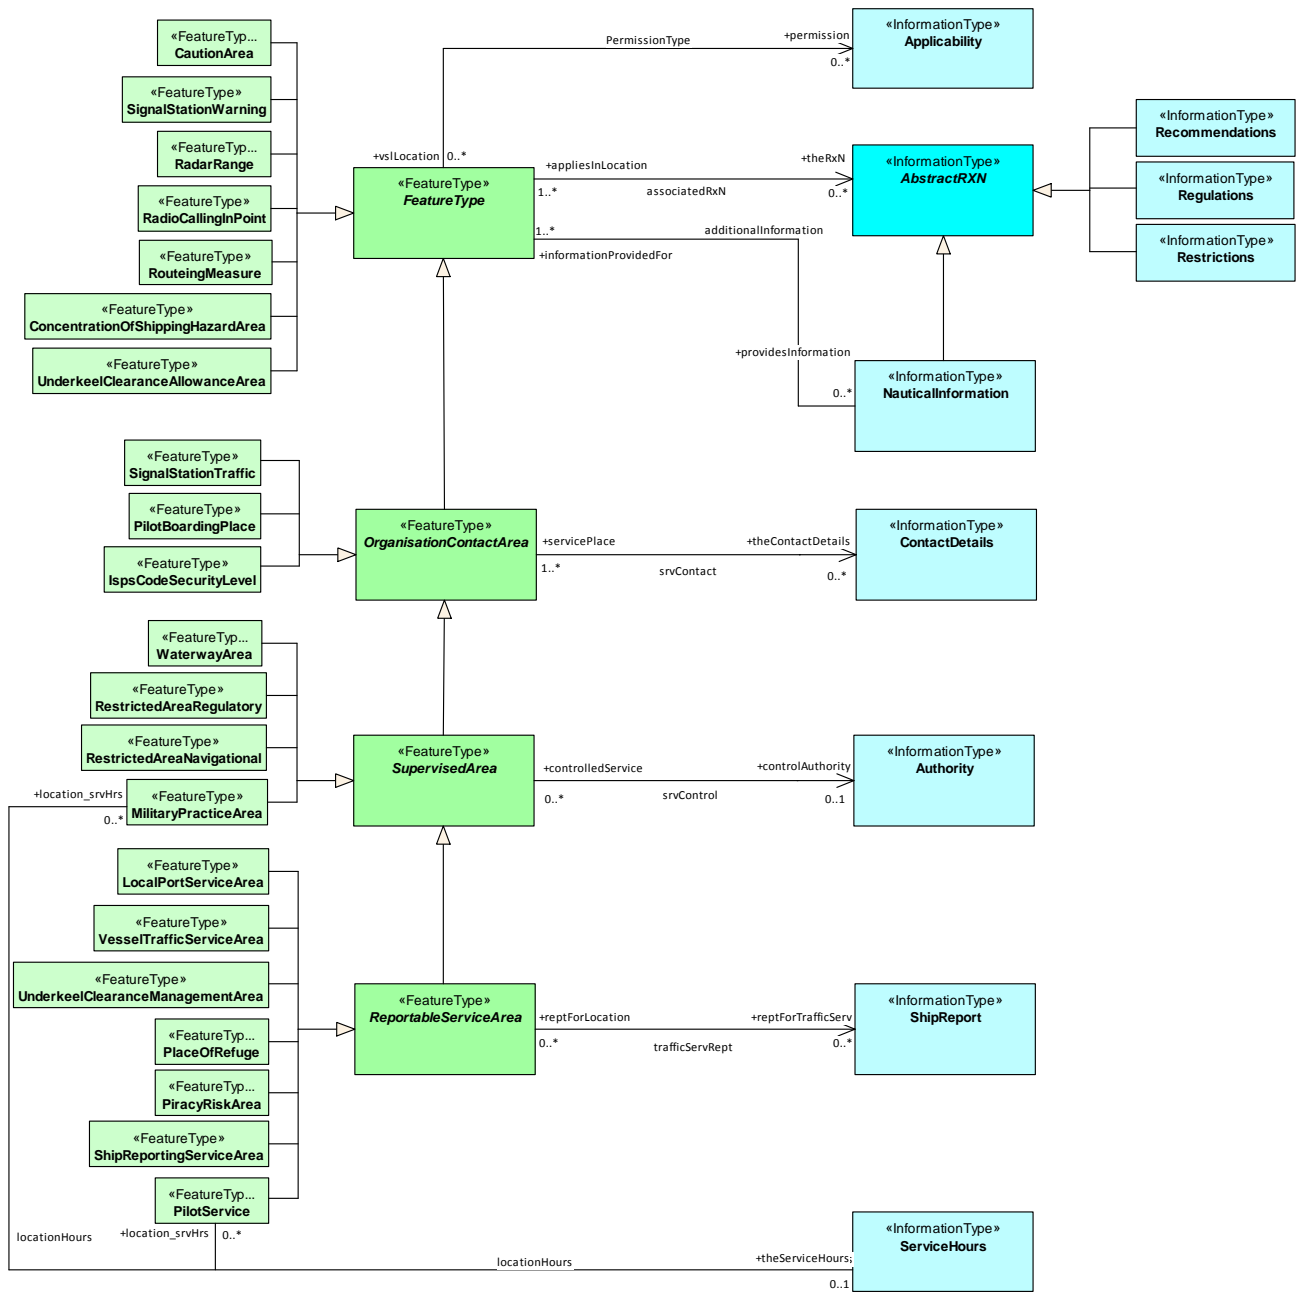 «FeatureTyp...
CautionArea
«FeatureType»
SignalStationWarning
«FeatureType»
RadarRange
«FeatureType»
RadioCallingInPoint
«FeatureType»
RouteingMeasure
«FeatureType»
ConcentrationOfShippingHazardArea
«FeatureType»
UnderkeelClearanceAllowanceArea
PermissionType
+permission
0..*
«InformationType»
Applicability
+vslLocation
0..*
«FeatureType»
FeatureType
+appliesInLocation
1..*
associatedRxN
+theRxN
0..*
«InformationType»
AbstractRXN
«InformationType»
Recommendations
«InformationType»
Regulations
«InformationType»
Restrictions
1..*
+informationProvidedFor
additionalInformation
+providesInformation
0..*
«InformationType»
NauticalInformation
«FeatureType»
SignalStationTraffic
«FeatureType»
PilotBoardingPlace
«FeatureType»
IspsCodeSecurityLevel
«FeatureType»
OrganisationContactArea
+servicePlace
1..*
srvContact
+theContactDetails
0..*
«InformationType»
ContactDetails
«FeatureTyp...
WaterwayArea
«FeatureType»
RestrictedAreaRegulatory
«FeatureType»
RestrictedAreaNavigational
«FeatureType»
MilitaryPracticeArea
+location_srvHrs
0..*
«FeatureType»
SupervisedArea
+controlledService
0..*
srvControl
+controlAuthority
0..1
«InformationType»
Authority
«FeatureType»
LocalPortServiceArea
«FeatureType»
VesselTrafficServiceArea
«FeatureType»
UnderkeelClearanceManagementArea
«FeatureTyp...
PlaceOfRefuge
«FeatureTyp...
PiracyRiskArea
«FeatureType»
ShipReportingServiceArea
«FeatureTyp...
PilotService
«FeatureType»
ReportableServiceArea
+reptForLocation
0..*
trafficServRept
+reptForTrafficServ
0..*
«InformationType»
ShipReport
locationHours
+location_srvHrs
0..*
locationHours
+theServiceHours;
0..1
«InformationType»
ServiceHours